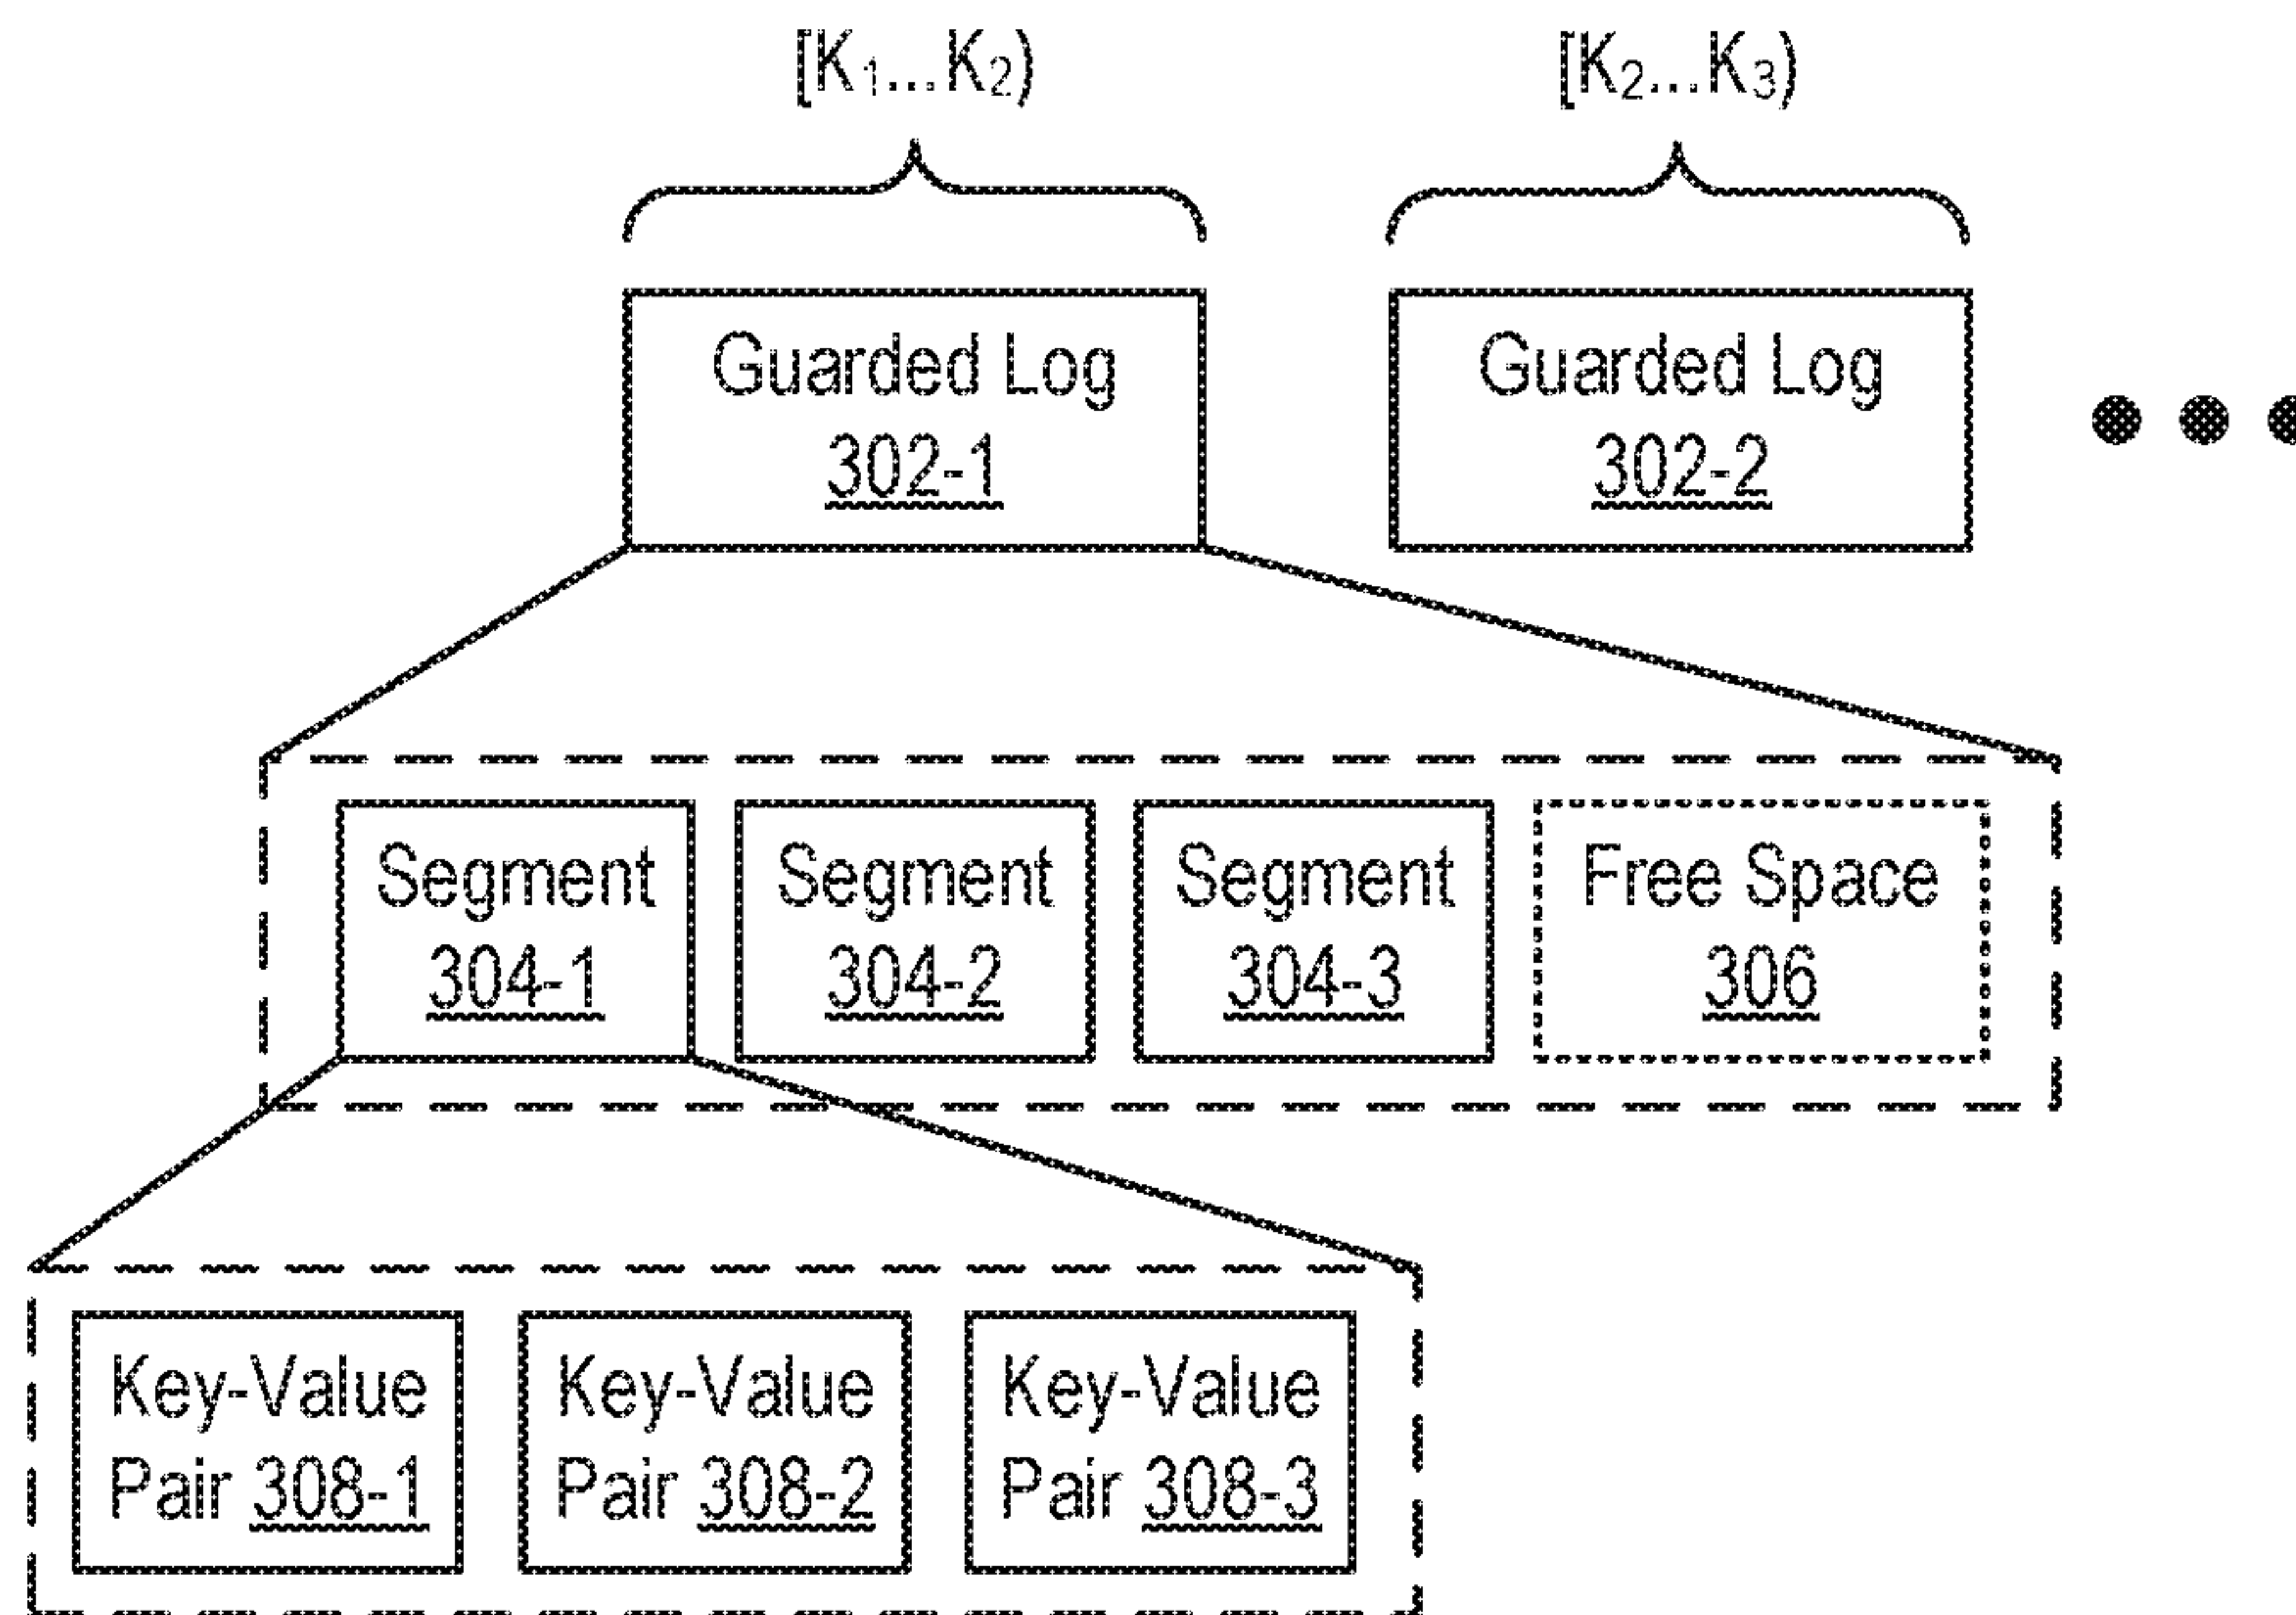 [K₁...K₂) [K₂...K₃)
Guarded Log Guarded Log
302-1 302-2
Segment Segment Segment Free Space
304-1 304-2 304-3 306
Key-Value Key-Value Key-Value
Pair 308-1 Pair 308-2 Pair 308-3